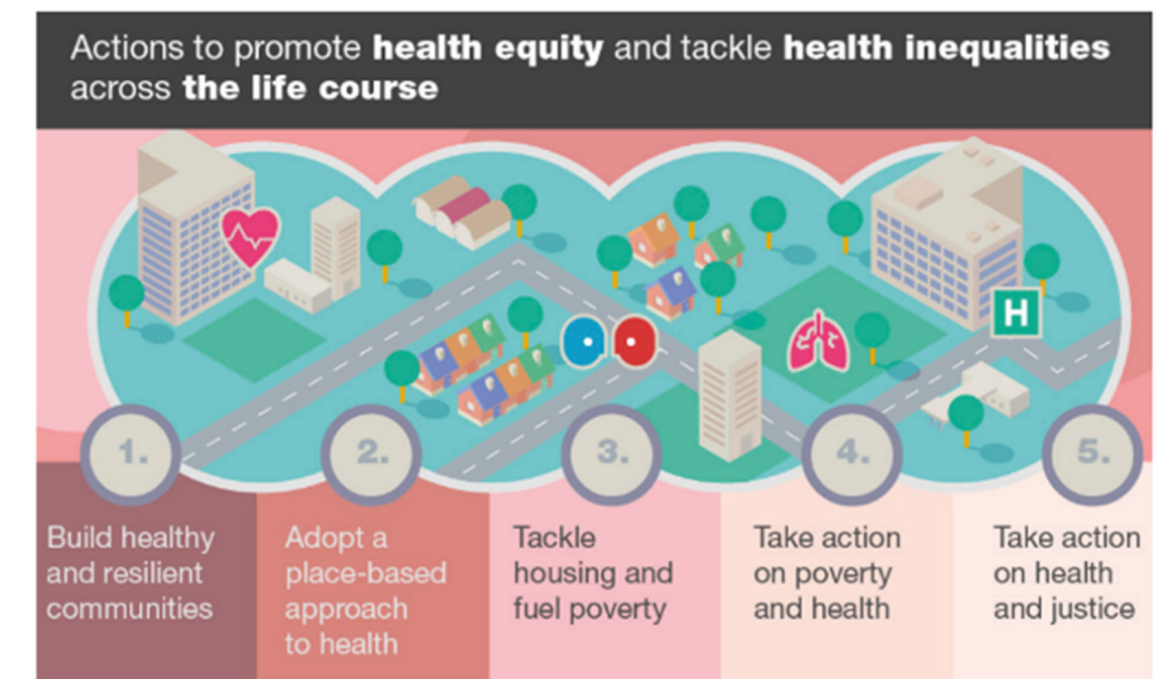 Actions to promote health equity and tackle health inequalities
across the life course
H
1.
Build healthy
and resilient
communities
2.
Adopt a
place-based
approach
to health
3.
Tackle
housing and
fuel poverty
4.
Take action
on poverty
and health
5.
Take action
on health
and justice